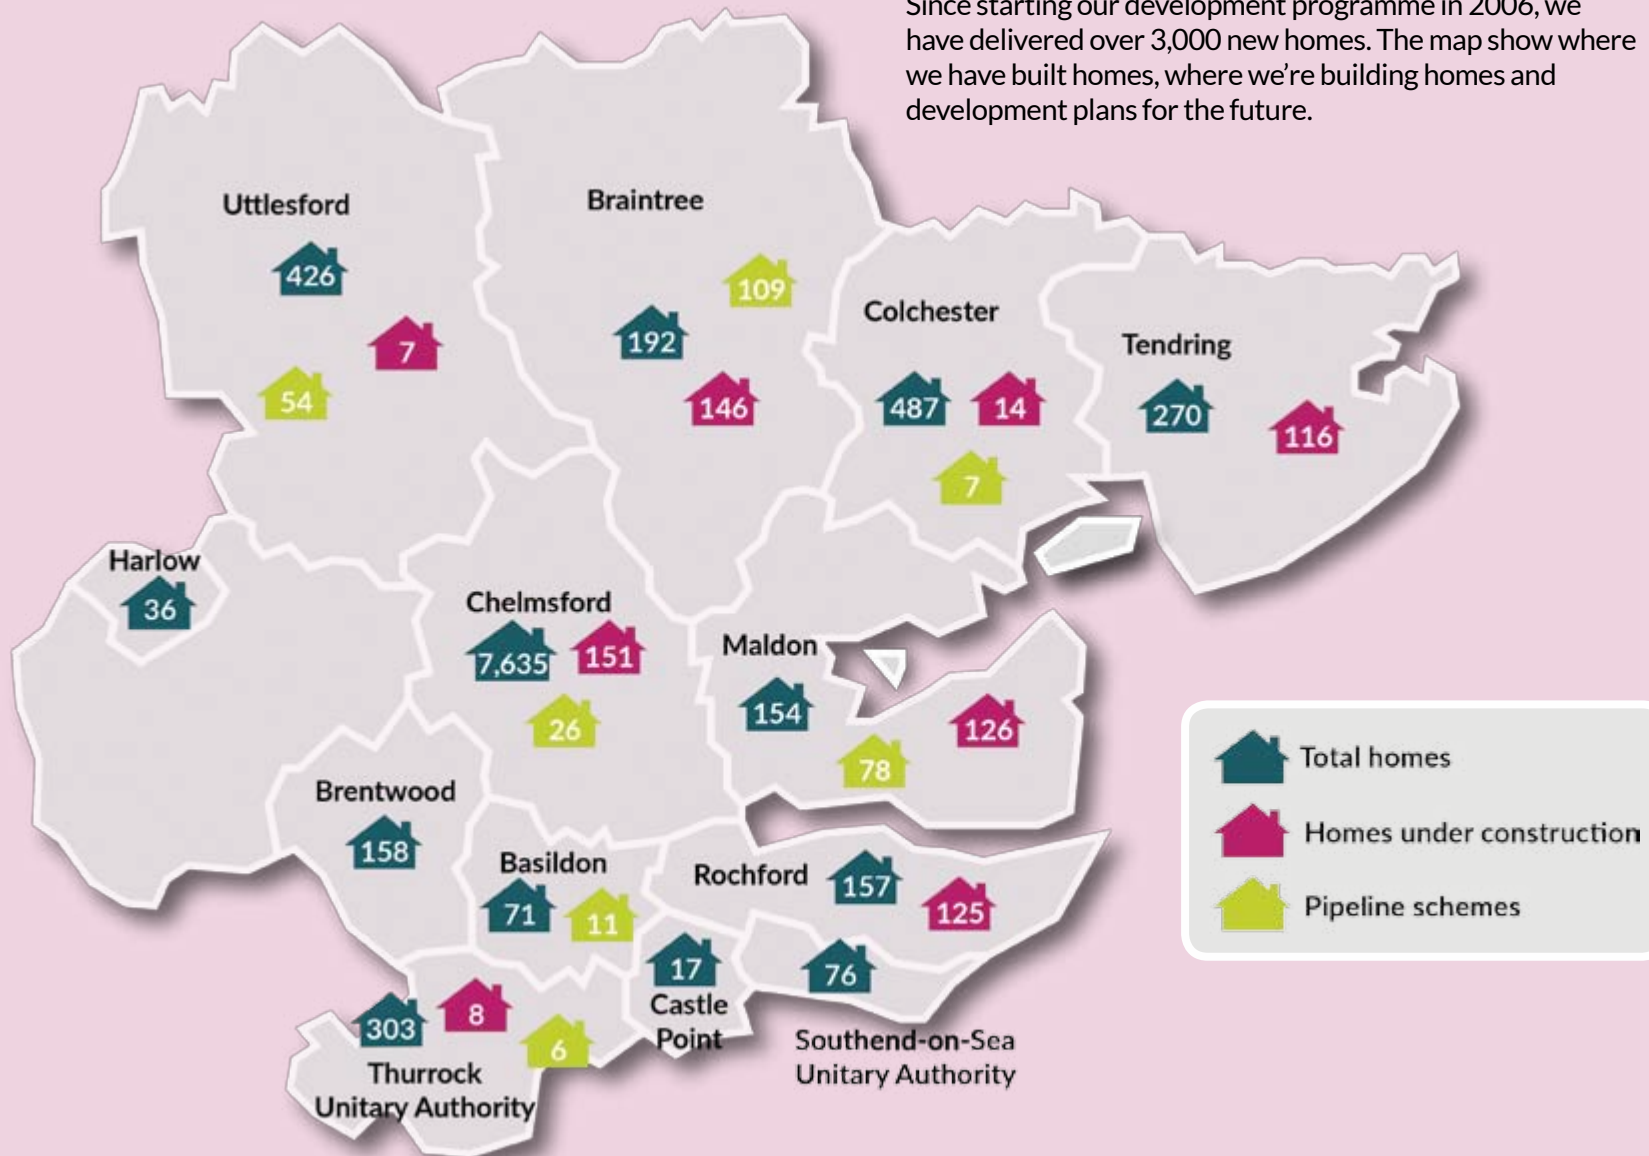 Since starting our development programme in 2006, we
have delivered over 3,000 new homes. The map show where
we have built homes, where we're building homes and
development plans for the future.
Uttlesford
426
7
54
Braintree
109
192
146
Colchester
487
14
7
Tendring
270
116
Harlow
36
Chelmsford
7,635
151
26
Maldon
154
126
78
Brentwood
158
Basildon
71
11
Rochford
157
125
17
Castle
Point
76
Southend-on-Sea
Unitary Authority
303
8
6
Thurrock
Unitary Authority
Total homes
Homes under construction
Pipeline schemes